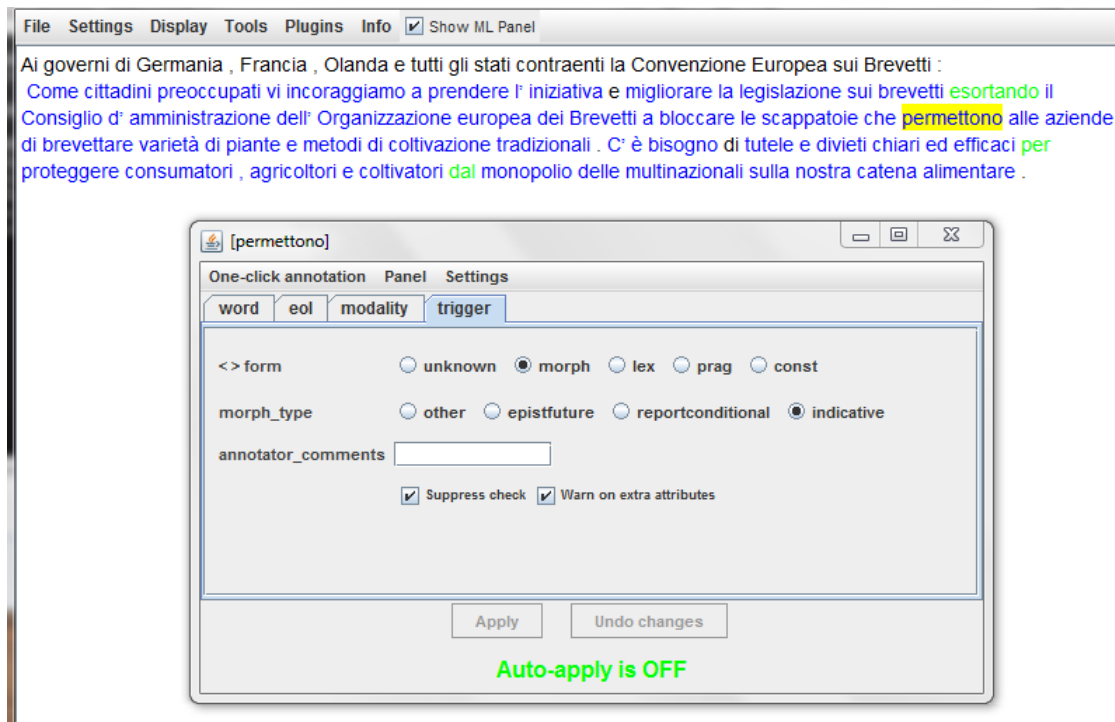 File Settings Display Tools Plugins Info Show ML Panel
Ai governi di Germania , Francia , Olanda e tutti gli stati contraenti la Convenzione Europea sui Brevetti :
Come cittadini preoccupati vi incoraggiamo a prendere l' iniziativa e migliorare la legislazione sui brevetti esortando il
Consiglio d' amministrazione dell' Organizzazione europea dei Brevetti a bloccare le scappatoie che permettono alle aziende
di brevettare varietà di piante e metodi di coltivazione tradizionali . C' è bisogno di tutele e divieti chiari ed efficaci per
proteggere consumatori , agricoltori e coltivatori dal monopolio delle multinazionali sulla nostra catena alimentare .
[permettono]
One-click annotation Panel Settings
word eol modality trigger
<> form unknown morph lex prag const
morph_type other epistfuture reportconditional indicative
annotator_comments
Suppress check Warn on extra attributes
Apply Undo changes
Auto-apply is OFF